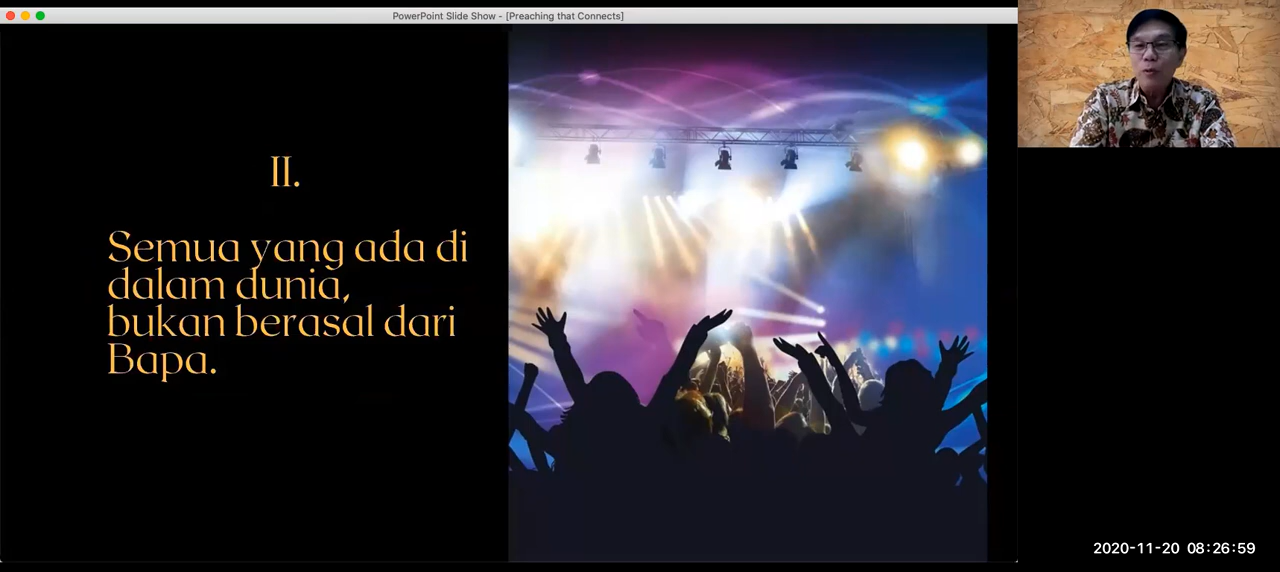 PowerPoint Slide Show - [Preaching that Connects]
II.
Semua yang ada di
dalam dunia,
bukan berasal dari
Bapa.
2020-11-20 08:26:59